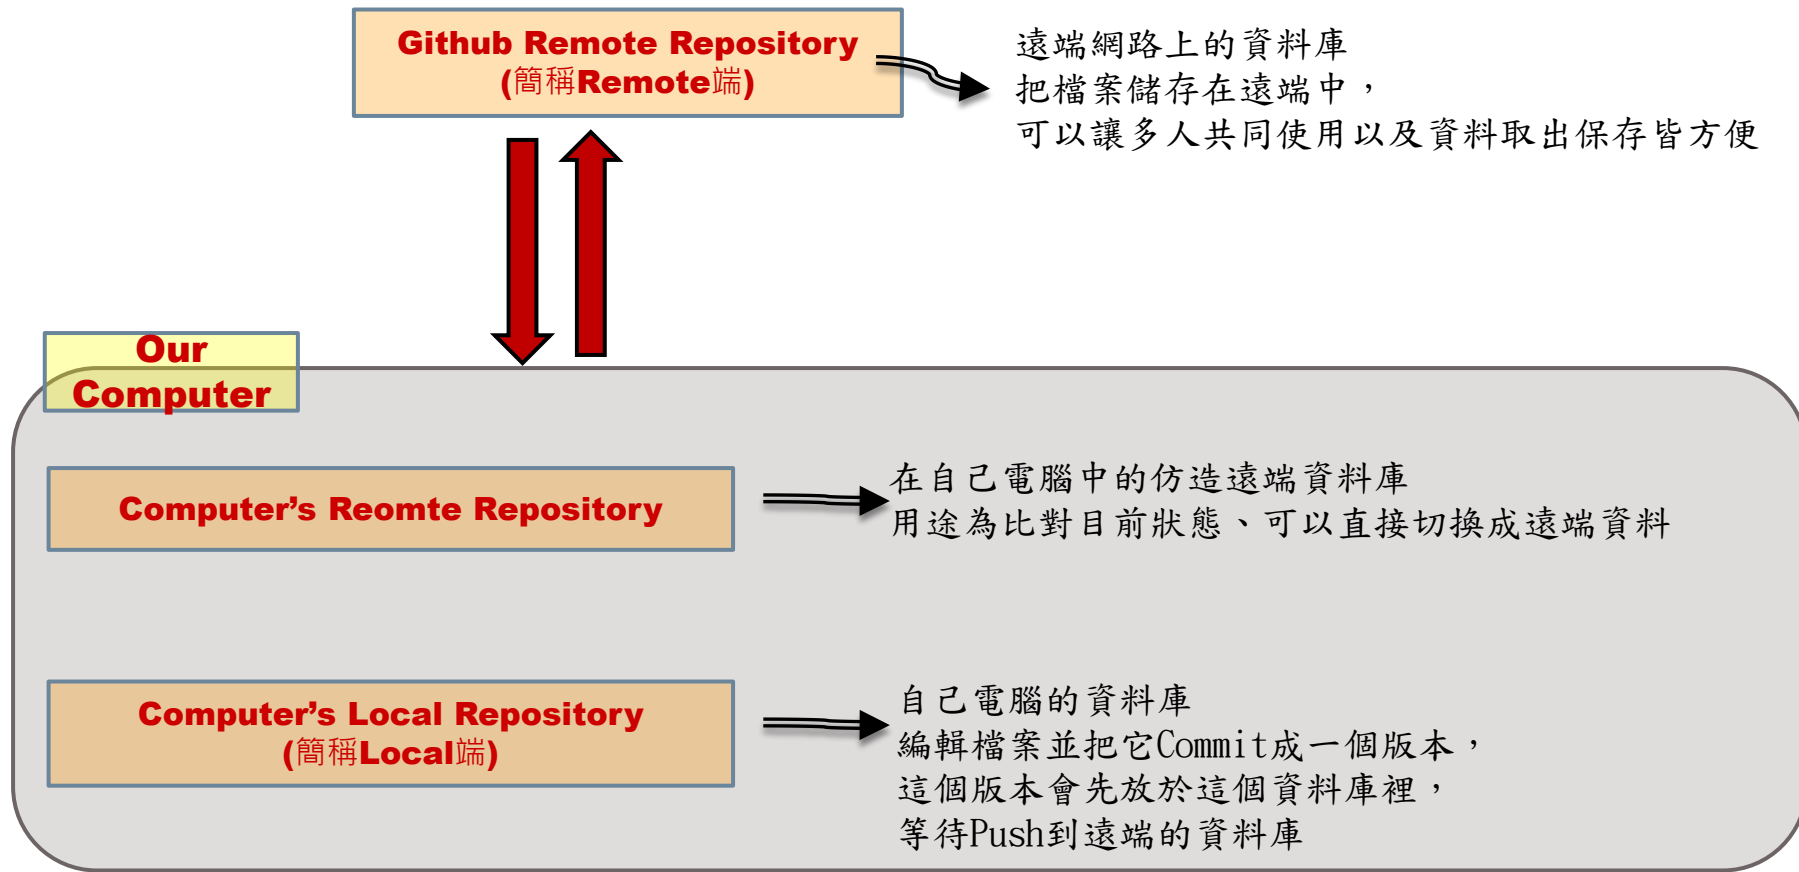 Github Remote Repository
(簡稱Remote端)
遠端網路上的資料庫
把檔案儲存在遠端中，
可以讓多人共同使用以及資料取出保存皆方便
Our
Computer
Computer’s Reomte Repository
在自己電腦中的仿造遠端資料庫
用途為比對目前狀態、可以直接切換成遠端資料
Computer’s Local Repository
(簡稱Local端)
自己電腦的資料庫
編輯檔案並把它Commit成一個版本，
這個版本會先放於這個資料庫裡，
等待Push到遠端的資料庫